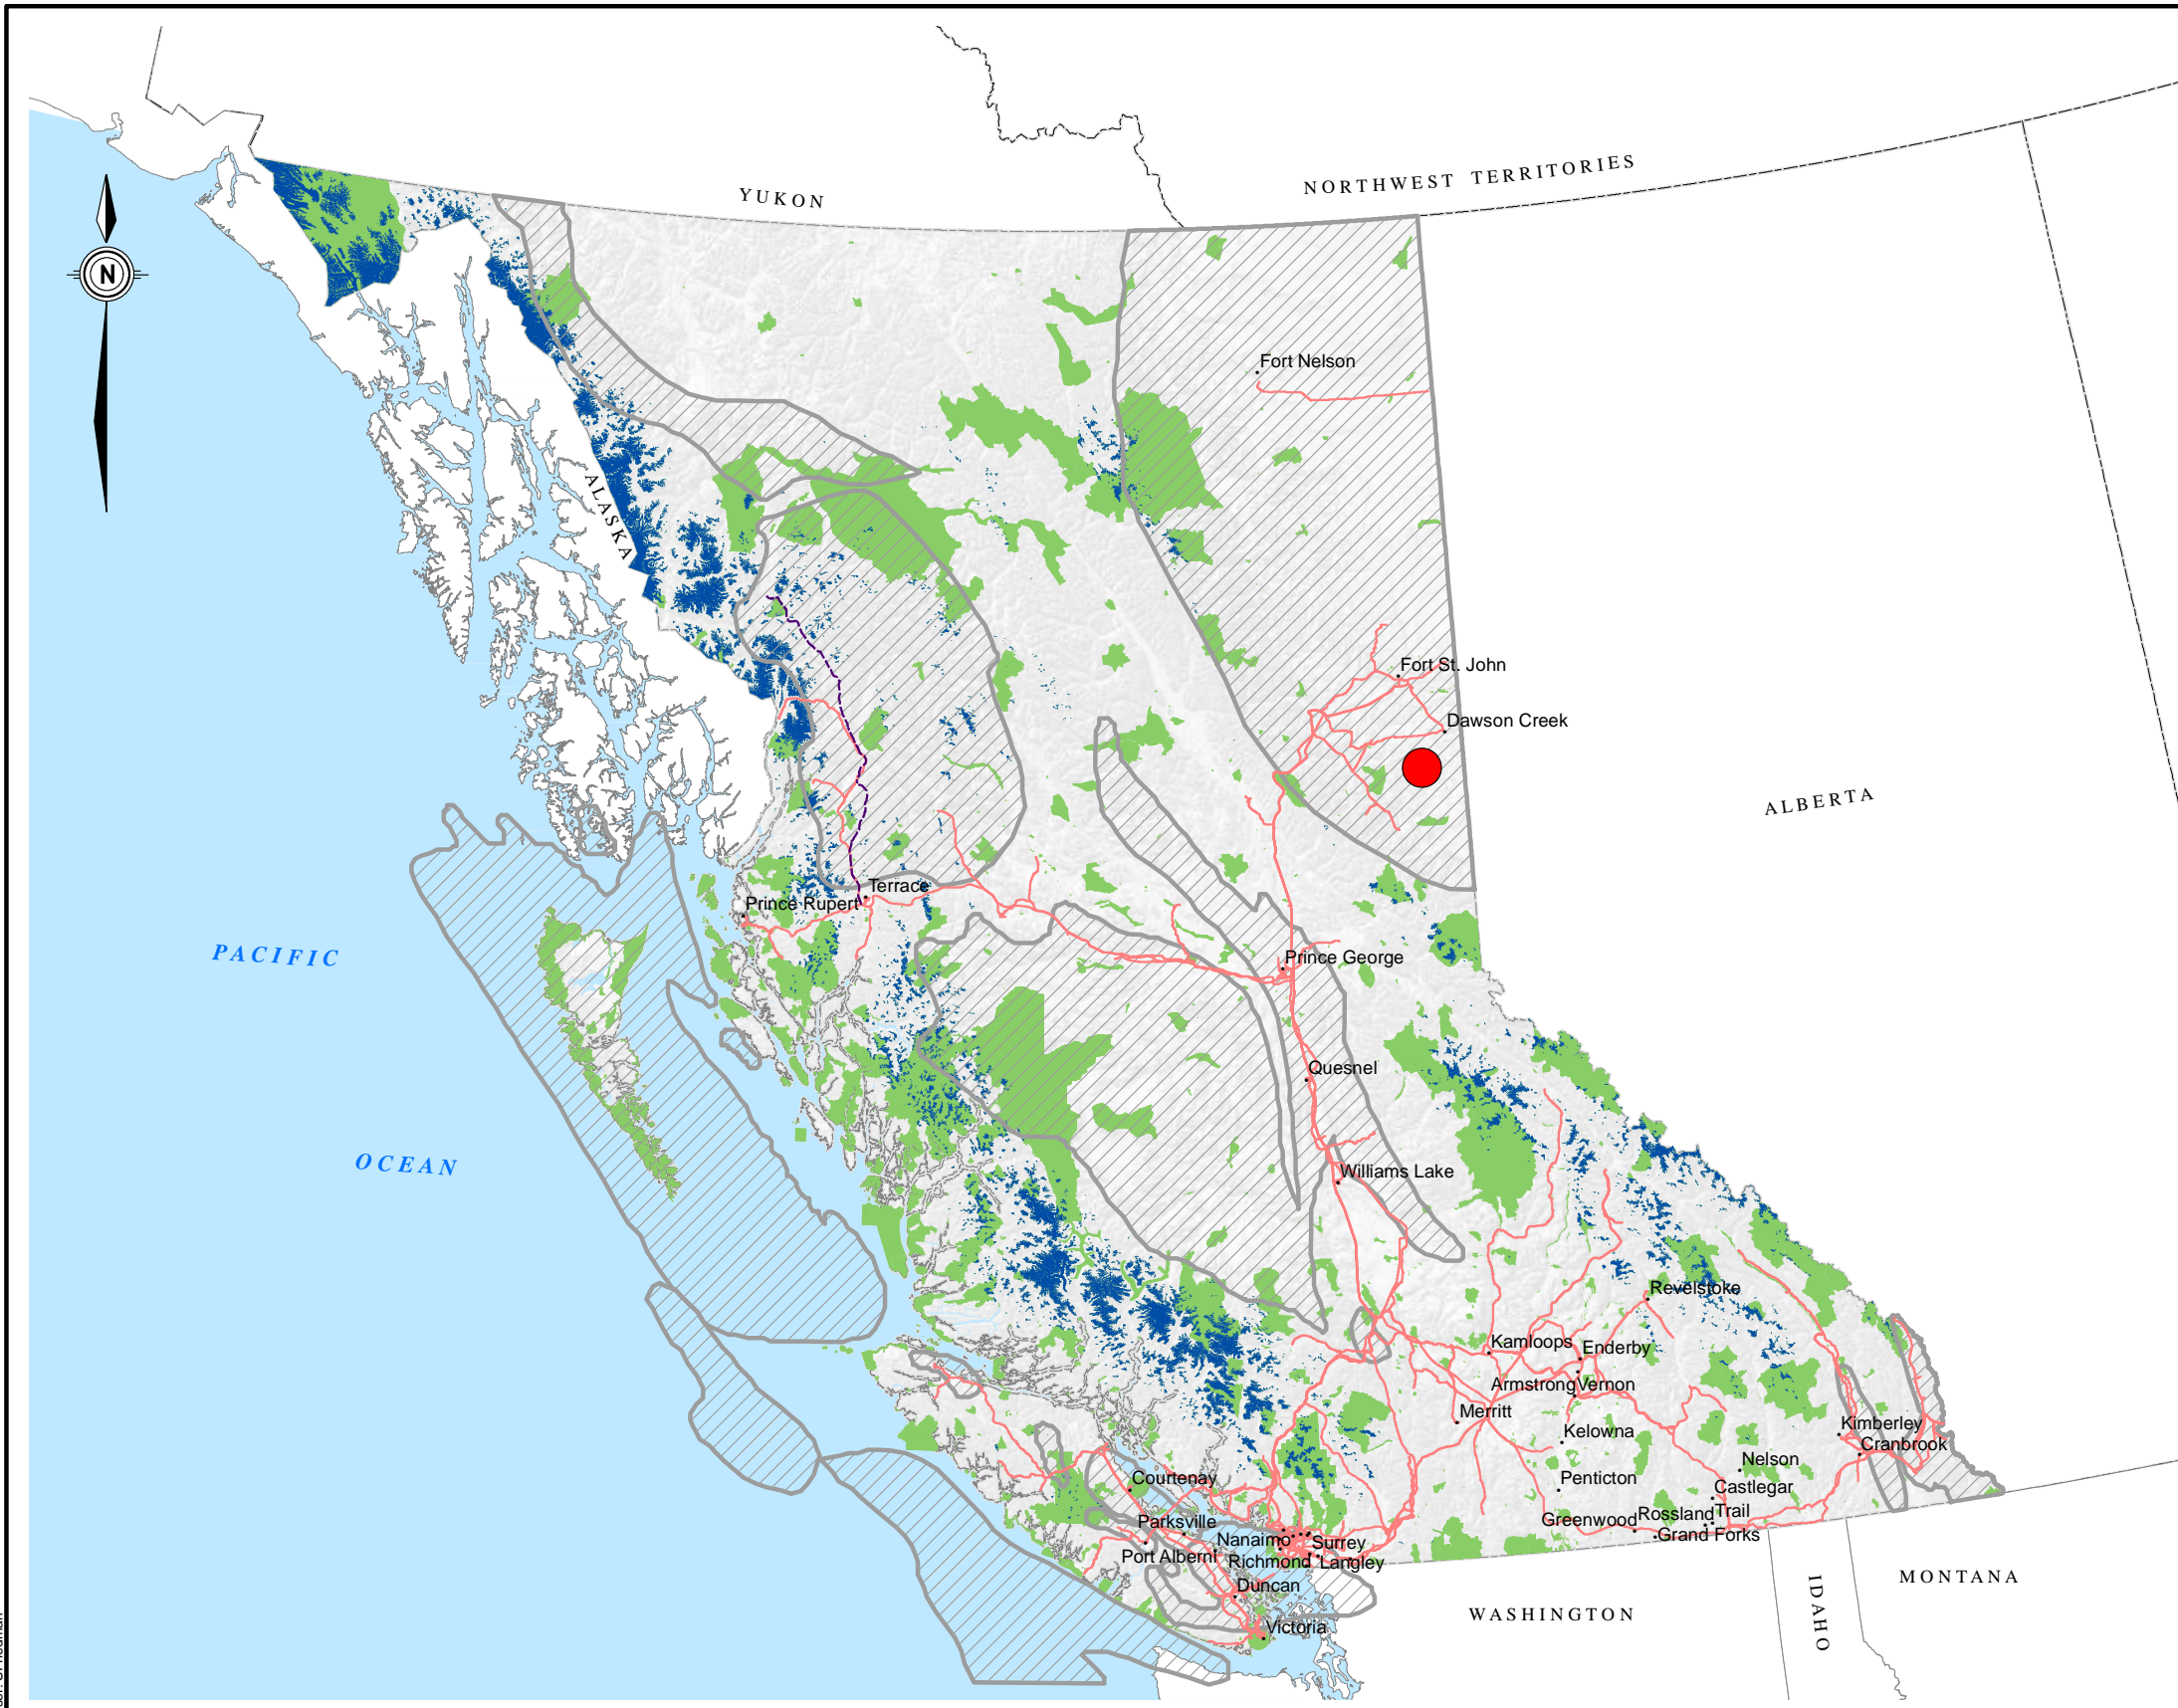 YUKON
NORTHWEST TERRITORIES
N
Fort Nelson
ALASKA
Fort St. John
Dawson Creek
ALBERTA
Terrace
Prince Rupert
PACIFIC
Prince George
Quesnel
OCEAN
Williams Lake
Revelstoke
Kamloops
Enderby
Armstrong
Vernon
Merritt
Kimberley
Kelowna
Cranbrook
Nelson
Courtenay
Penticton
Castlegar
Greenwood
Rossland
Trail
Parksville
Grand Forks
Nanaimo
Surrey
Port Alberni
Richmond
Langley
Duncan
IDAHO
MONTANA
WASHINGTON
Victoria